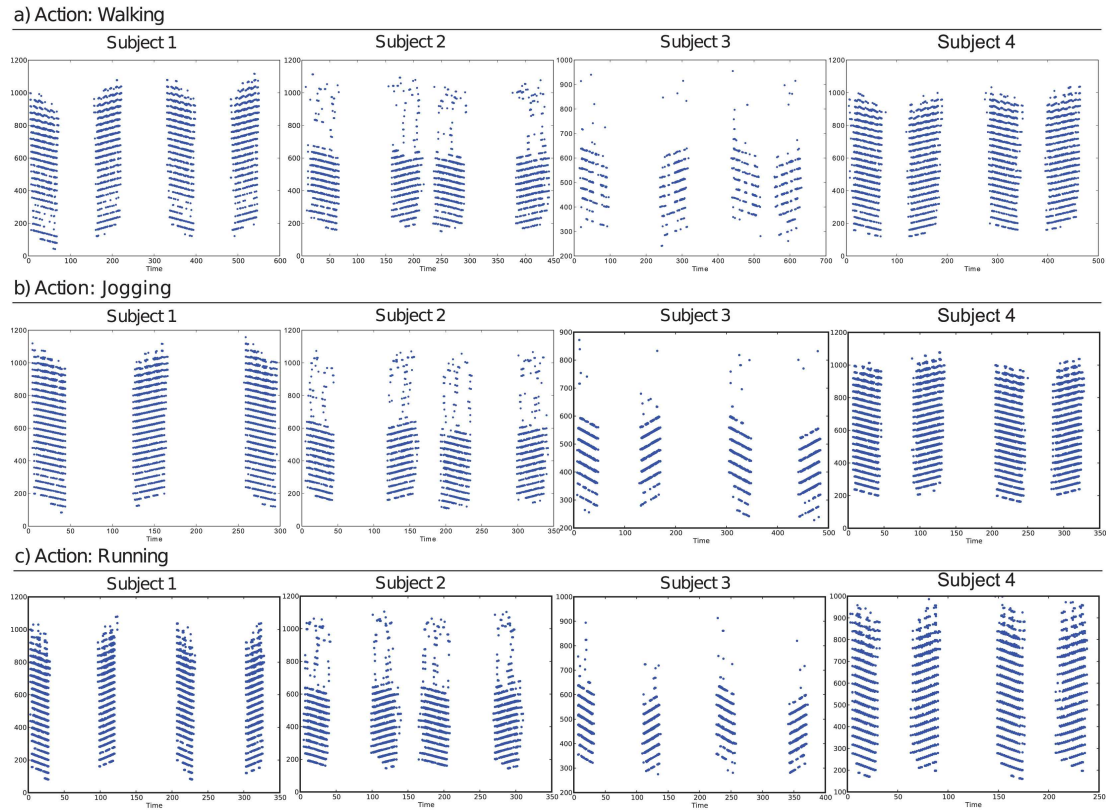 a) Action: Walking
Subject 1 Subject 2 Subject 3 Subject 4
1200 1000 800 600 400 200 0
0 100 200 300 400 500 600
Time
1200 1000 800 600 400 200 0
0 50 100 150 200 250 300 350 400 450
Time
1000 900 800 700 600 500 400 300 200
0 100 200 300 400 500 600 700
Time
1200 1000 800 600 400 200 0
0 100 200 300 400 500
Time
b) Action: Jogging
Subject 1 Subject 2 Subject 3 Subject 4
1200 1000 800 600 400 200 0
0 50 100 150 200 250 300
Time
1200 1000 800 600 400 200 0
0 50 100 150 200 250 300 350
Time
900 800 700 600 500 400 300 200
0 100 200 300 400 500
Time
1200 1000 800 600 400 200 0
0 50 100 150 200 250 300 350
Time
c) Action: Running
Subject 1 Subject 2 Subject 3 Subject 4
1200 1000 800 600 400 200 0
0 50 100 150 200 250 300 350
Time
1200 1000 800 600 400 200 0
0 50 100 150 200 250 300 350
Time
1000 900 800 700 600 500 400 300 200
0 100 200 300 400
Time
1000 900 800 700 600 500 400 300 200 100
0 50 100 150 200 250
Time